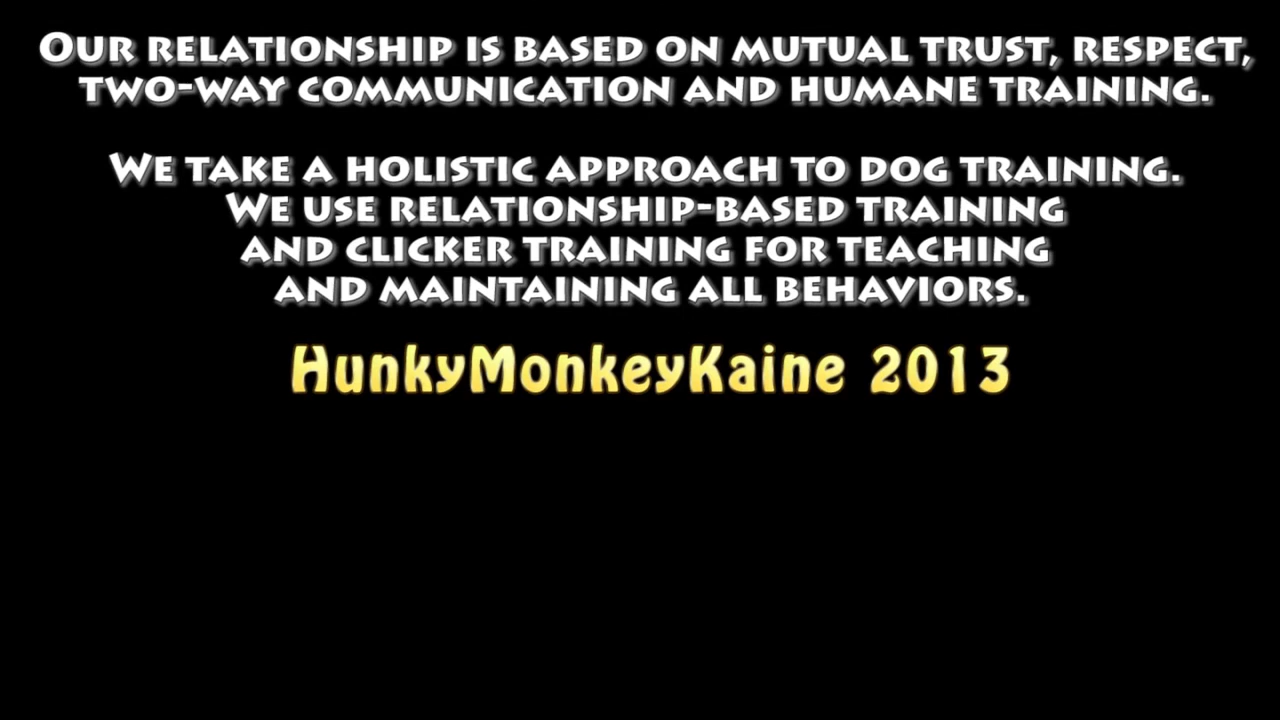 Our relationship is based on mutual trust, respect,
two-way communication and humane training.
We take a holistic approach to dog training.
We use relationship-based training
and clicker training for teaching
and maintaining all behaviors.
HunkyMonkeyKaine 2013